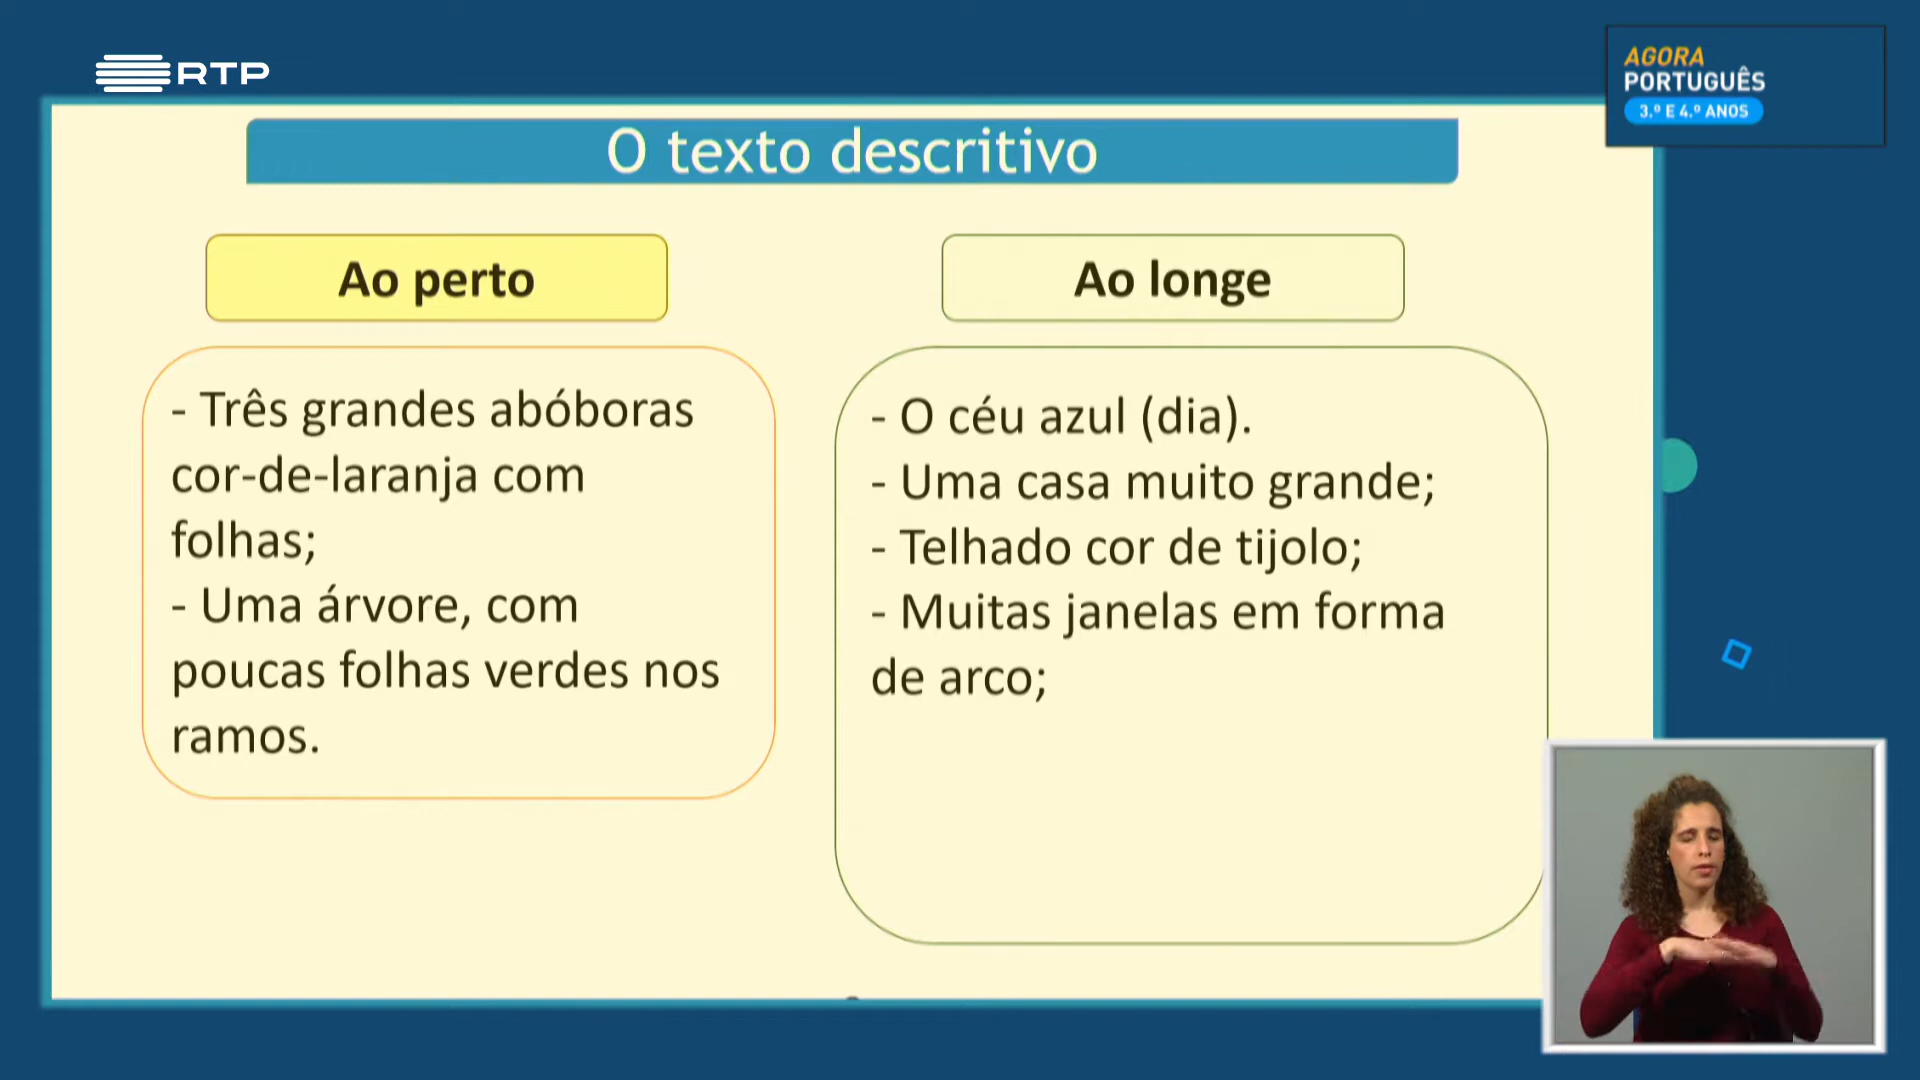 RTP
AGORA
PORTUGUÊS
3.º E 4.º ANOS
O texto descritivo
Ao perto
- Três grandes abóboras
cor-de-laranja com
folhas;
- Uma árvore, com
poucas folhas verdes nos
ramos.
Ao longe
- O céu azul (dia).
- Uma casa muito grande;
- Telhado cor de tijolo;
- Muitas janelas em forma
de arco;